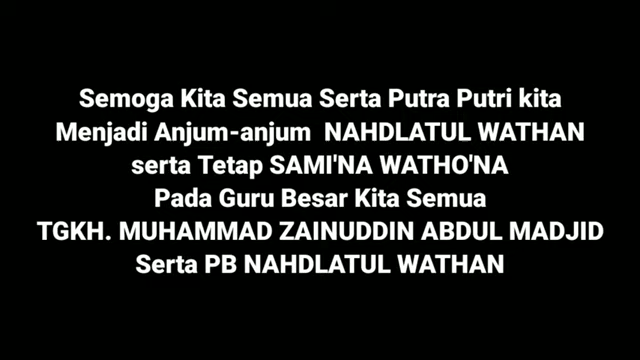 Semoga Kita Semua Serta Putra Putri kita
Menjadi Anjum-anjum NAHDLATUL WATHAN
serta Tetap SAMI'NA WATHO'NA
Pada Guru Besar Kita Semua
TGKH. MUHAMMAD ZAINUDDIN ABDUL MADJID
Serta PB NAHDLATUL WATHAN